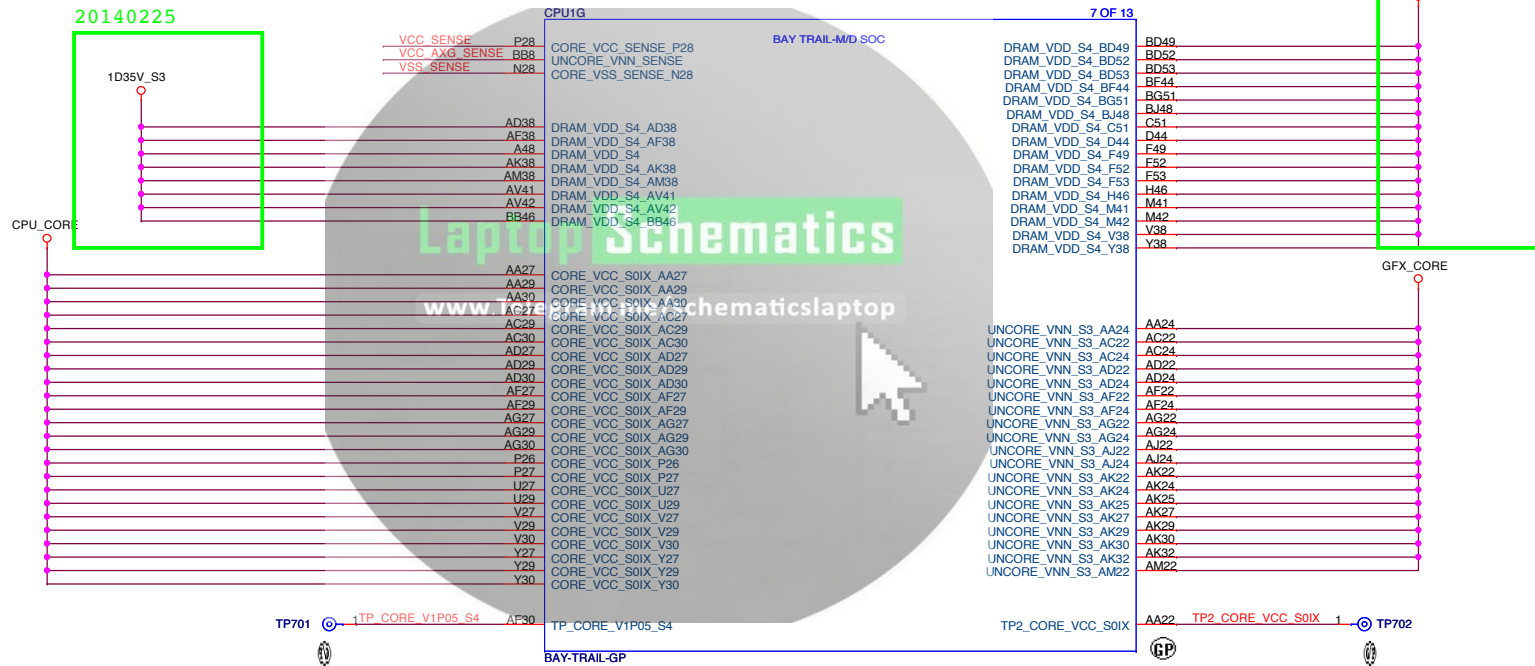 20140225
CPU1G
7 OF 13
BAY TRAIL-M/D SOC
VCC_SENSE P28 CORE_VCC_SENSE_P28
VCC_AXG_SENSE BB8 UNCORE_VNN_SENSE
VSS_SENSE N28 CORE_VSS_SENSE_N28
1D35V_S3
AD38 DRAM_VDD_S4_AD38
AF38 DRAM_VDD_S4_AF38
A48 DRAM_VDD_S4
AK38 DRAM_VDD_S4_AK38
AM38 DRAM_VDD_S4_AM38
AV41 DRAM_VDD_S4_AV41
AV42 DRAM_VDD_S4_AV42
BB46 DRAM_VDD_S4_BB46
DRAM_VDD_S4_BD49 BD49
DRAM_VDD_S4_BD52 BD52
DRAM_VDD_S4_BD53 BD53
DRAM_VDD_S4_BF44 BF44
DRAM_VDD_S4_BG51 BG51
DRAM_VDD_S4_BJ48 BJ48
DRAM_VDD_S4_C51 C51
DRAM_VDD_S4_D44 D44
DRAM_VDD_S4_F49 F49
DRAM_VDD_S4_F52 F52
DRAM_VDD_S4_F53 F53
DRAM_VDD_S4_H46 H46
DRAM_VDD_S4_M41 M41
DRAM_VDD_S4_M42 M42
DRAM_VDD_S4_V38 V38
DRAM_VDD_S4_Y38 Y38
Laptop Schematics
www.Telegram.me/schematicslaptop
CPU_CORE
AA27 CORE_VCC_S0IX_AA27
AA29 CORE_VCC_S0IX_AA29
AA30 CORE_VCC_S0IX_AA30
AC27 CORE_VCC_S0IX_AC27
AC29 CORE_VCC_S0IX_AC29
AC30 CORE_VCC_S0IX_AC30
AD27 CORE_VCC_S0IX_AD27
AD29 CORE_VCC_S0IX_AD29
AD30 CORE_VCC_S0IX_AD30
AF27 CORE_VCC_S0IX_AF27
AF29 CORE_VCC_S0IX_AF29
AG27 CORE_VCC_S0IX_AG27
AG29 CORE_VCC_S0IX_AG29
AG30 CORE_VCC_S0IX_AG30
P26 CORE_VCC_S0IX_P26
P27 CORE_VCC_S0IX_P27
U27 CORE_VCC_S0IX_U27
U29 CORE_VCC_S0IX_U29
V27 CORE_VCC_S0IX_V27
V29 CORE_VCC_S0IX_V29
V30 CORE_VCC_S0IX_V30
Y27 CORE_VCC_S0IX_Y27
Y29 CORE_VCC_S0IX_Y29
Y30 CORE_VCC_S0IX_Y30
GFX_CORE
UNCORE_VNN_S3_AA24 AA24
UNCORE_VNN_S3_AC22 AC22
UNCORE_VNN_S3_AC24 AC24
UNCORE_VNN_S3_AD22 AD22
UNCORE_VNN_S3_AD24 AD24
UNCORE_VNN_S3_AF22 AF22
UNCORE_VNN_S3_AF24 AF24
UNCORE_VNN_S3_AG22 AG22
UNCORE_VNN_S3_AG24 AG24
UNCORE_VNN_S3_AJ22 AJ22
UNCORE_VNN_S3_AJ24 AJ24
UNCORE_VNN_S3_AK22 AK22
UNCORE_VNN_S3_AK24 AK24
UNCORE_VNN_S3_AK25 AK25
UNCORE_VNN_S3_AK27 AK27
UNCORE_VNN_S3_AK29 AK29
UNCORE_VNN_S3_AK30 AK30
UNCORE_VNN_S3_AK32 AK32
UNCORE_VNN_S3_AM22 AM22
TP701 1 TP_CORE_V1P05_S4 AF30 TP_CORE_V1P05_S4
TP2_CORE_VCC_S0IX AA22 TP2_CORE_VCC_S0IX 1 TP702
GP
BAY-TRAIL-GP